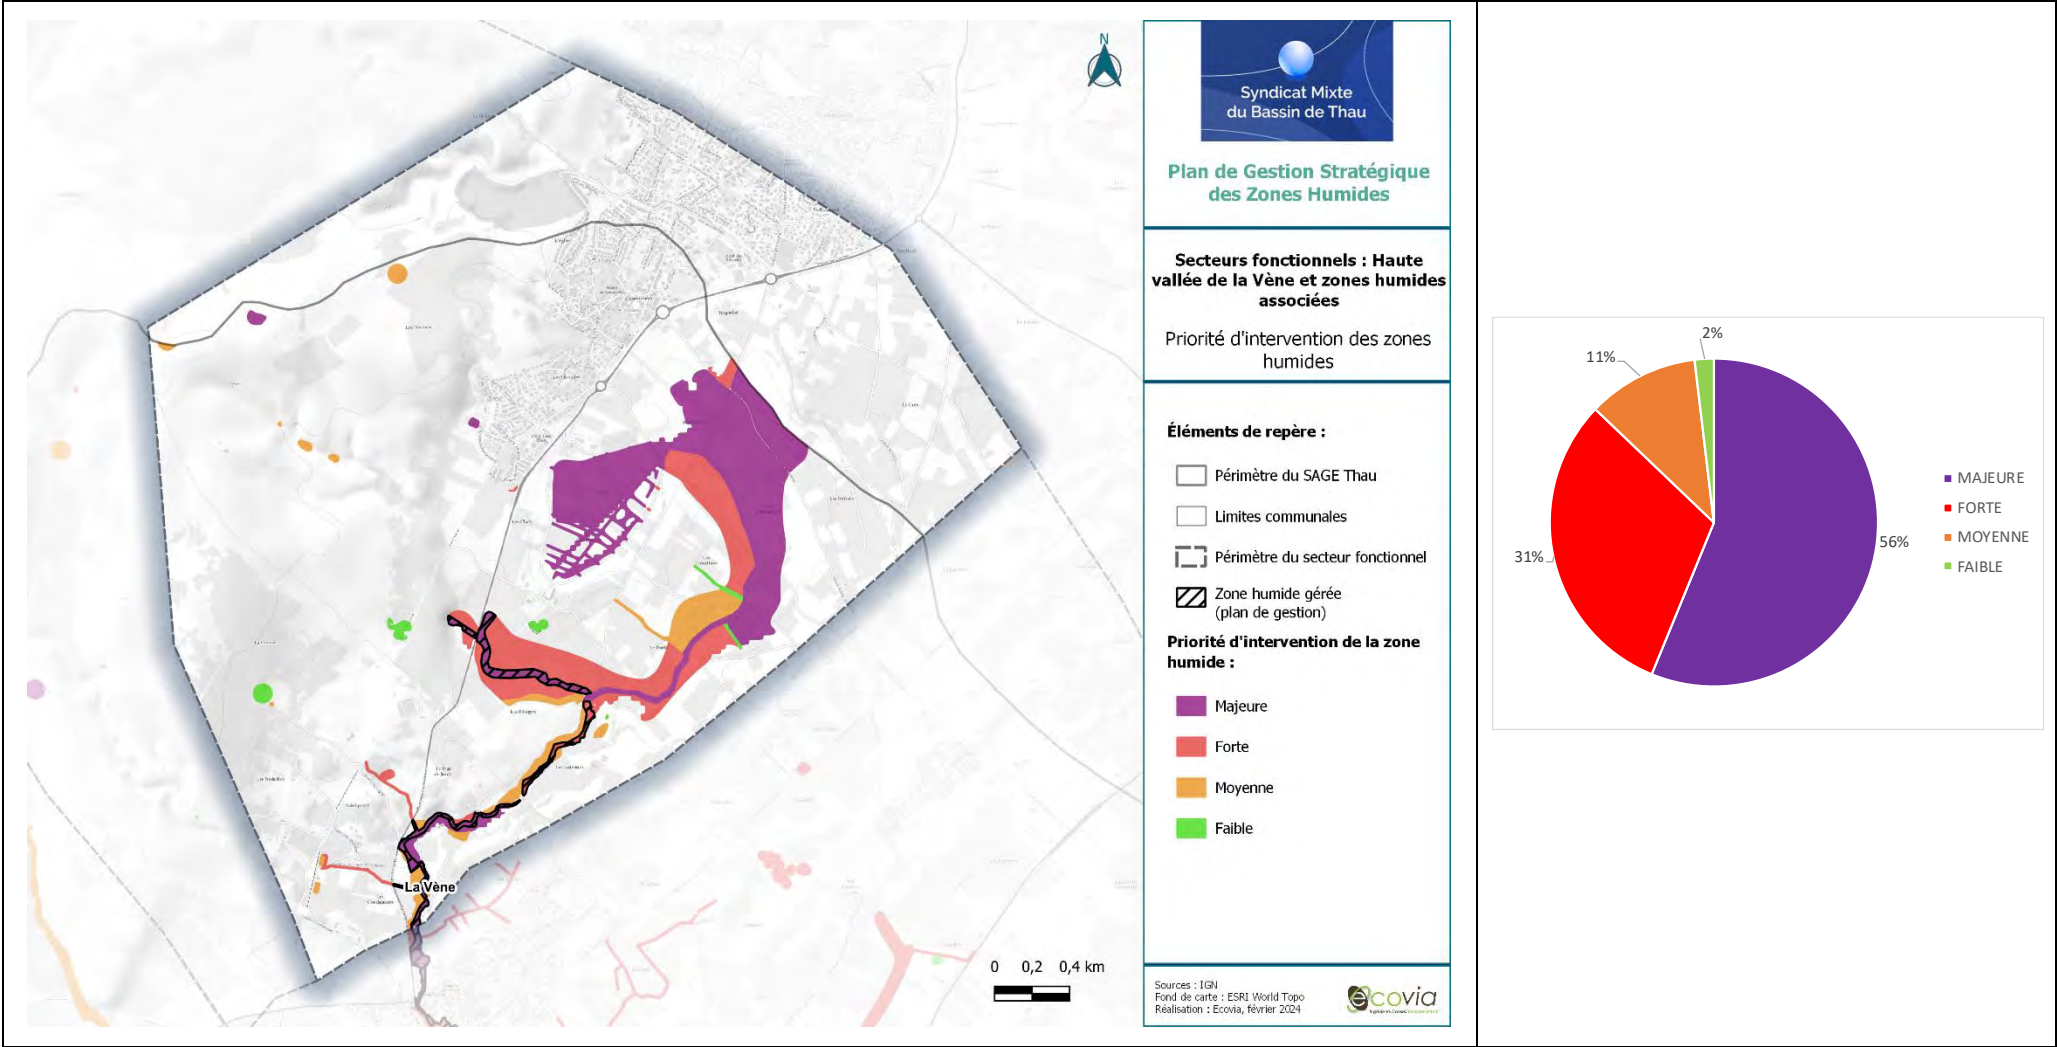 N
La Vène
0 0,2 0,4 km
Syndicat Mixte
du Bassin de Thau
Plan de Gestion Stratégique
des Zones Humides
Secteurs fonctionnels : Haute
vallée de la Vène et zones humides
associées
Priorité d'intervention des zones
humides
Éléments de repère :
Périmètre du SAGE Thau
Limites communales
Périmètre du secteur fonctionnel
Zone humide gérée
(plan de gestion)
Priorité d'intervention de la zone
humide :
Majeure
Forte
Moyenne
Faible
Sources : IGN
Fond de carte : ESRI World Topo
Réalisation : Ecovia, février 2024
ecovia
2%
11%
31%
56%
MAJEURE
FORTE
MOYENNE
FAIBLE